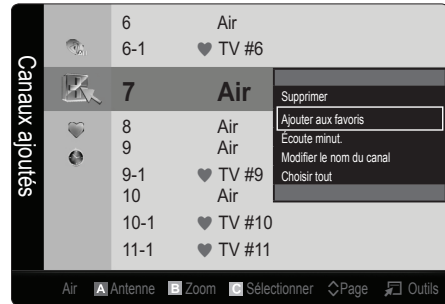 Canaux ajoutés
6 Air
6-1 ♥ TV #6
7 Air
8 Air
9 Air
9-1 ♥ TV #9
10 Air
10-1 ♥ TV #10
11-1 ♥ TV #11
Supprimer
Ajouter aux favoris
Écoute minut.
Modifier le nom du canal
Choisir tout
Air A Antenne B Zoom C Sélectionner Page Outils